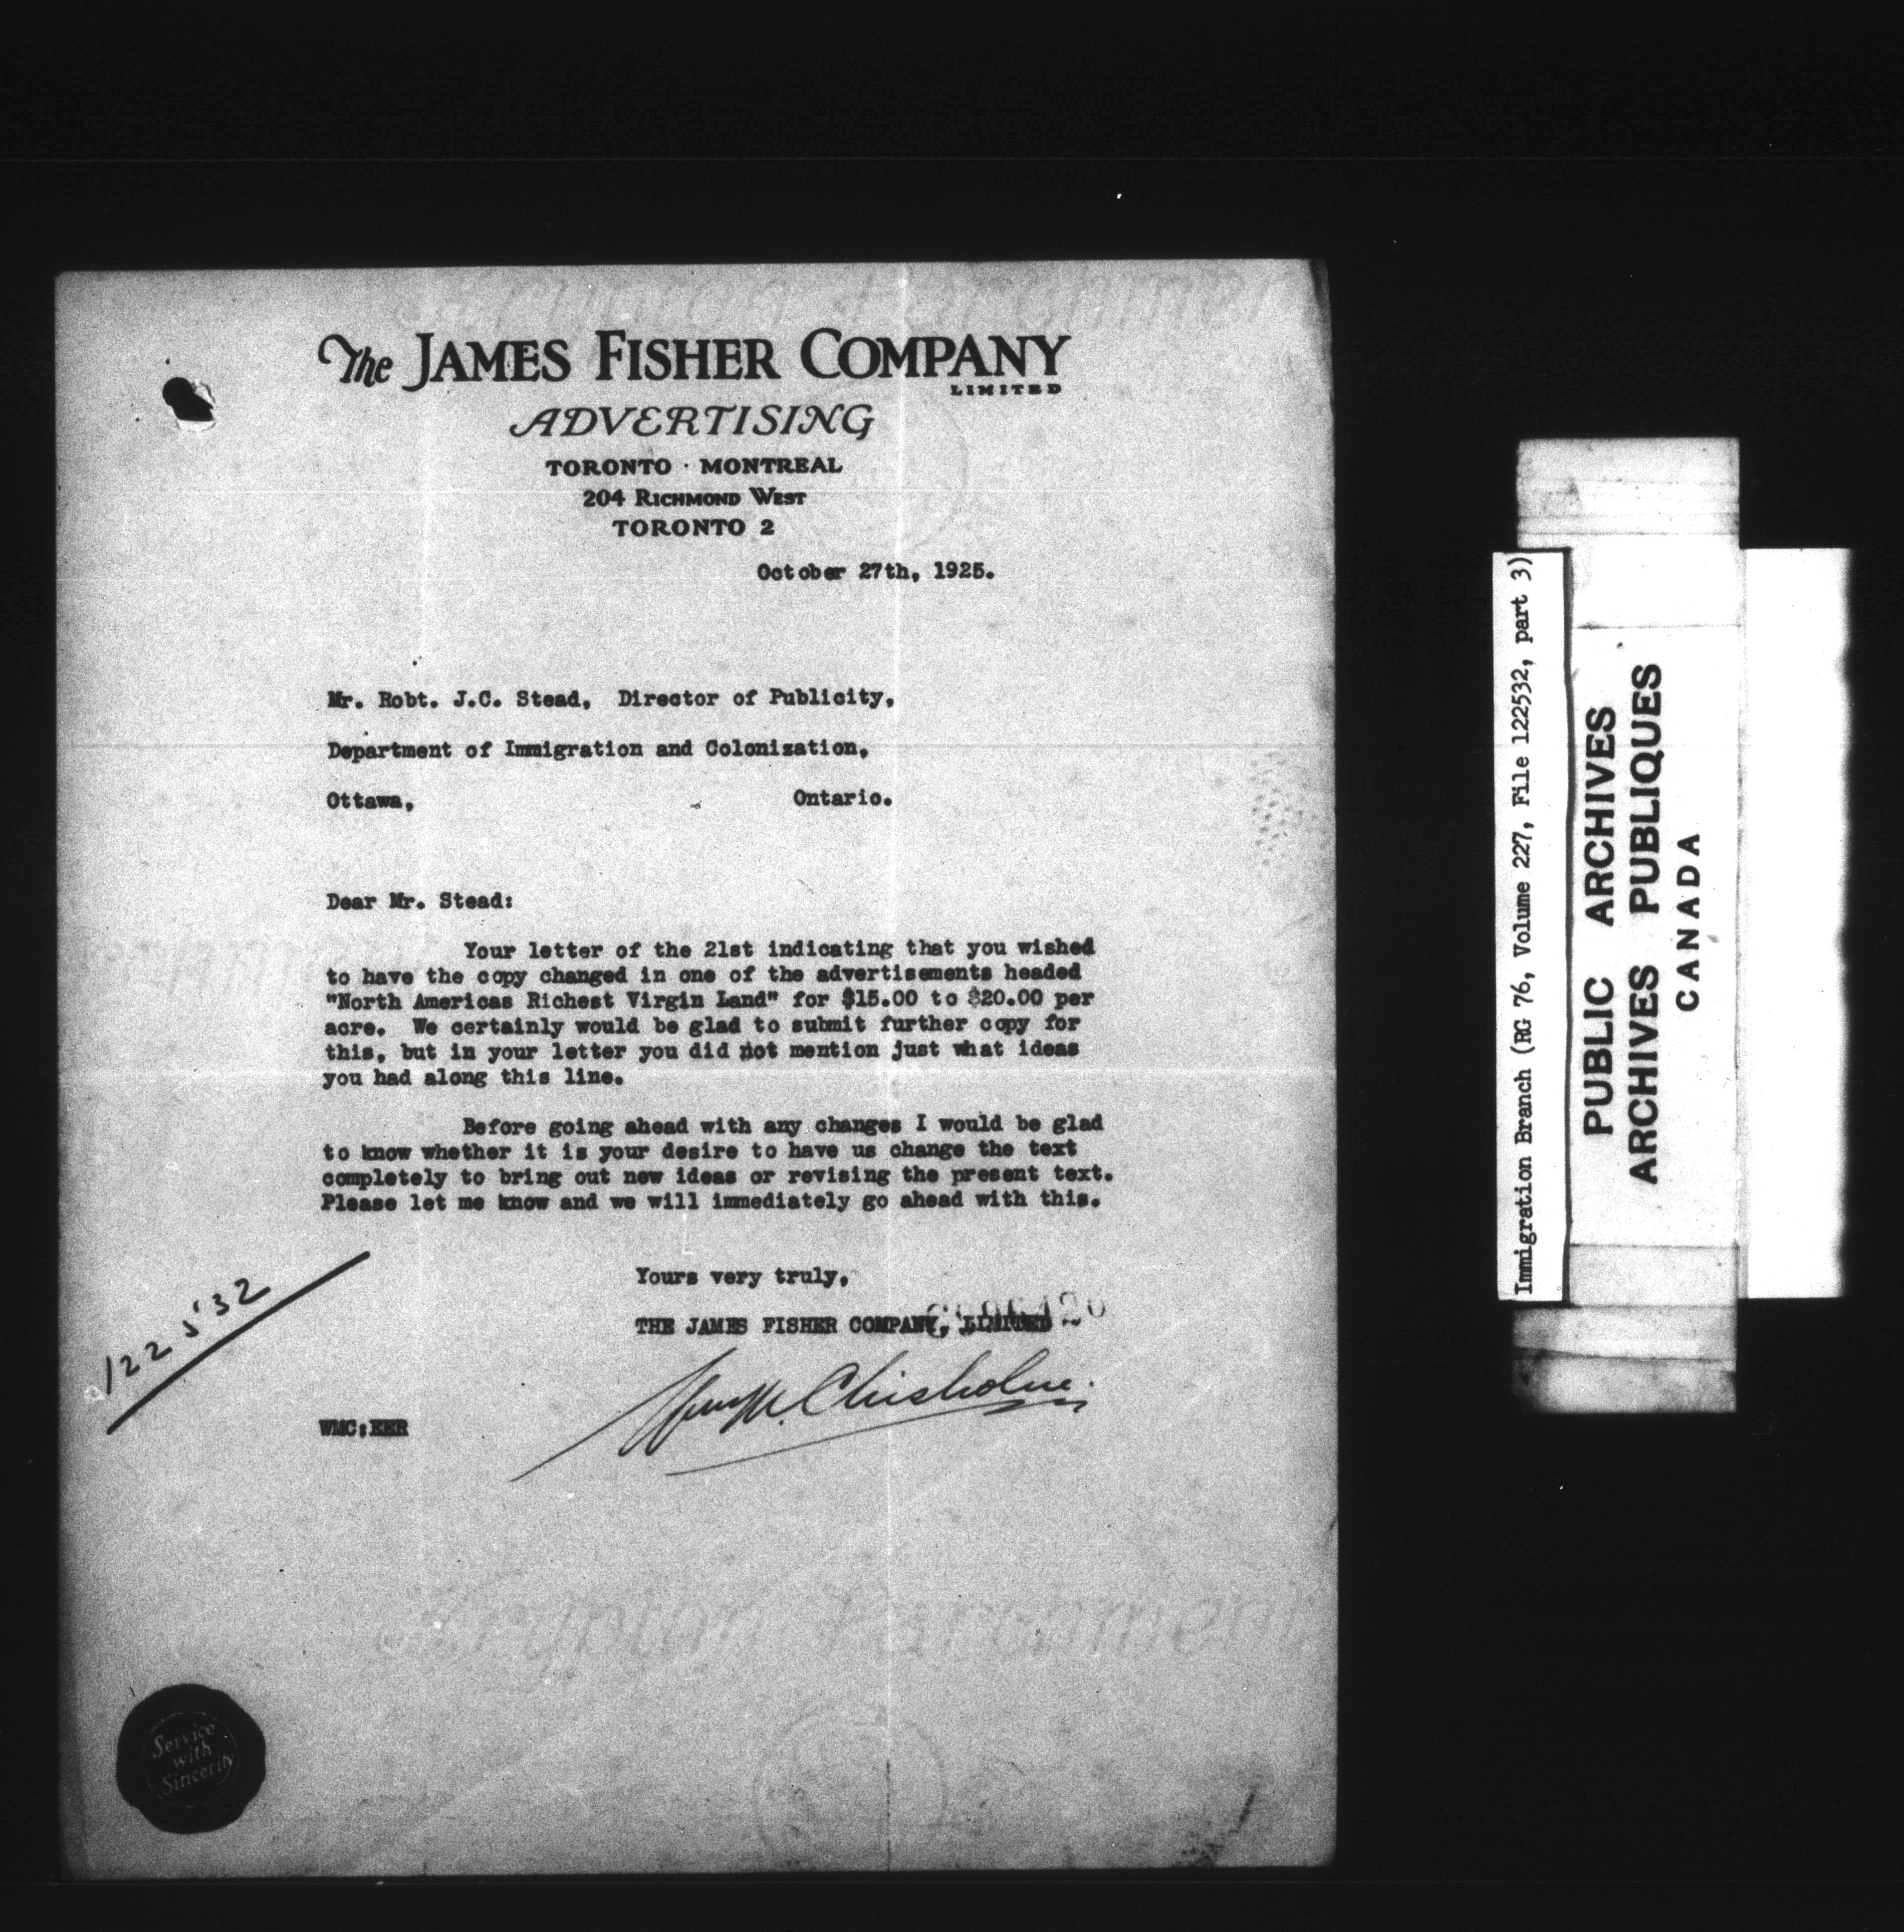 The JAMES FISHER COMPANY
LIMITED
ADVERTISING
TORONTO · MONTREAL
204 RICHMOND WEST
TORONTO 2
October 27th, 1925.
Mr. Robt. J.C. Stead, Director of Publicity,
Department of Immigration and Colonization,
Ottawa, Ontario.
Dear Mr. Stead:
Your letter of the 21st indicating that you wished
to have the copy changed in one of the advertisements headed
"North Americas Richest Virgin Land" for $15.00 to $20.00 per
acre. We certainly would be glad to submit further copy for
this, but in your letter you did not mention just what ideas
you had along this line.
Before going ahead with any changes I would be glad
to know whether it is your desire to have us change the text
completely to bring out new ideas or revising the present text.
Please let me know and we will immediately go ahead with this.
Yours very truly,
THE JAMES FISHER COMPANY, LIMITED
M. Chisholm.
122532
WMC:EER
Service
with
Sincerity
Immigration Branch (RG 76, Volume 227, File 122532, part 3)
PUBLIC ARCHIVES
ARCHIVES PUBLIQUES
CANADA